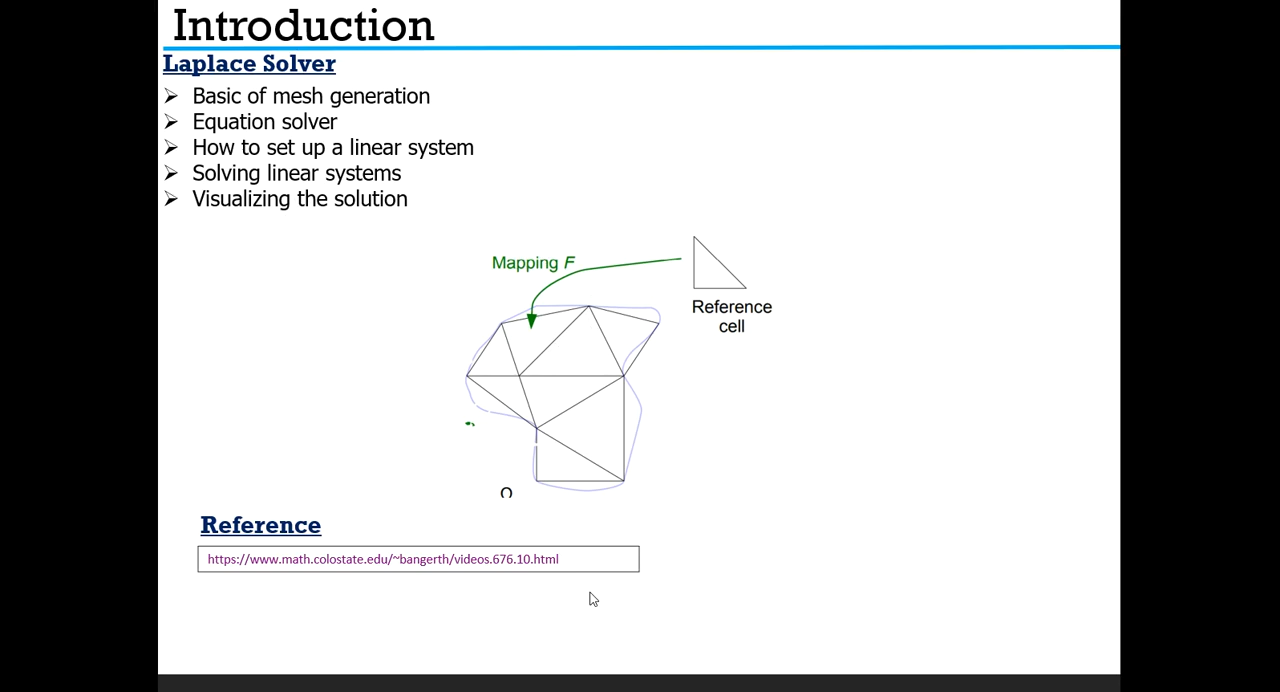 Introduction
Laplace Solver
➢ Basic of mesh generation
➢ Equation solver
➢ How to set up a linear system
➢ Solving linear systems
➢ Visualizing the solution
Mapping F
Reference
cell
Reference
https://www.math.colostate.edu/~bangerth/videos.676.10.html